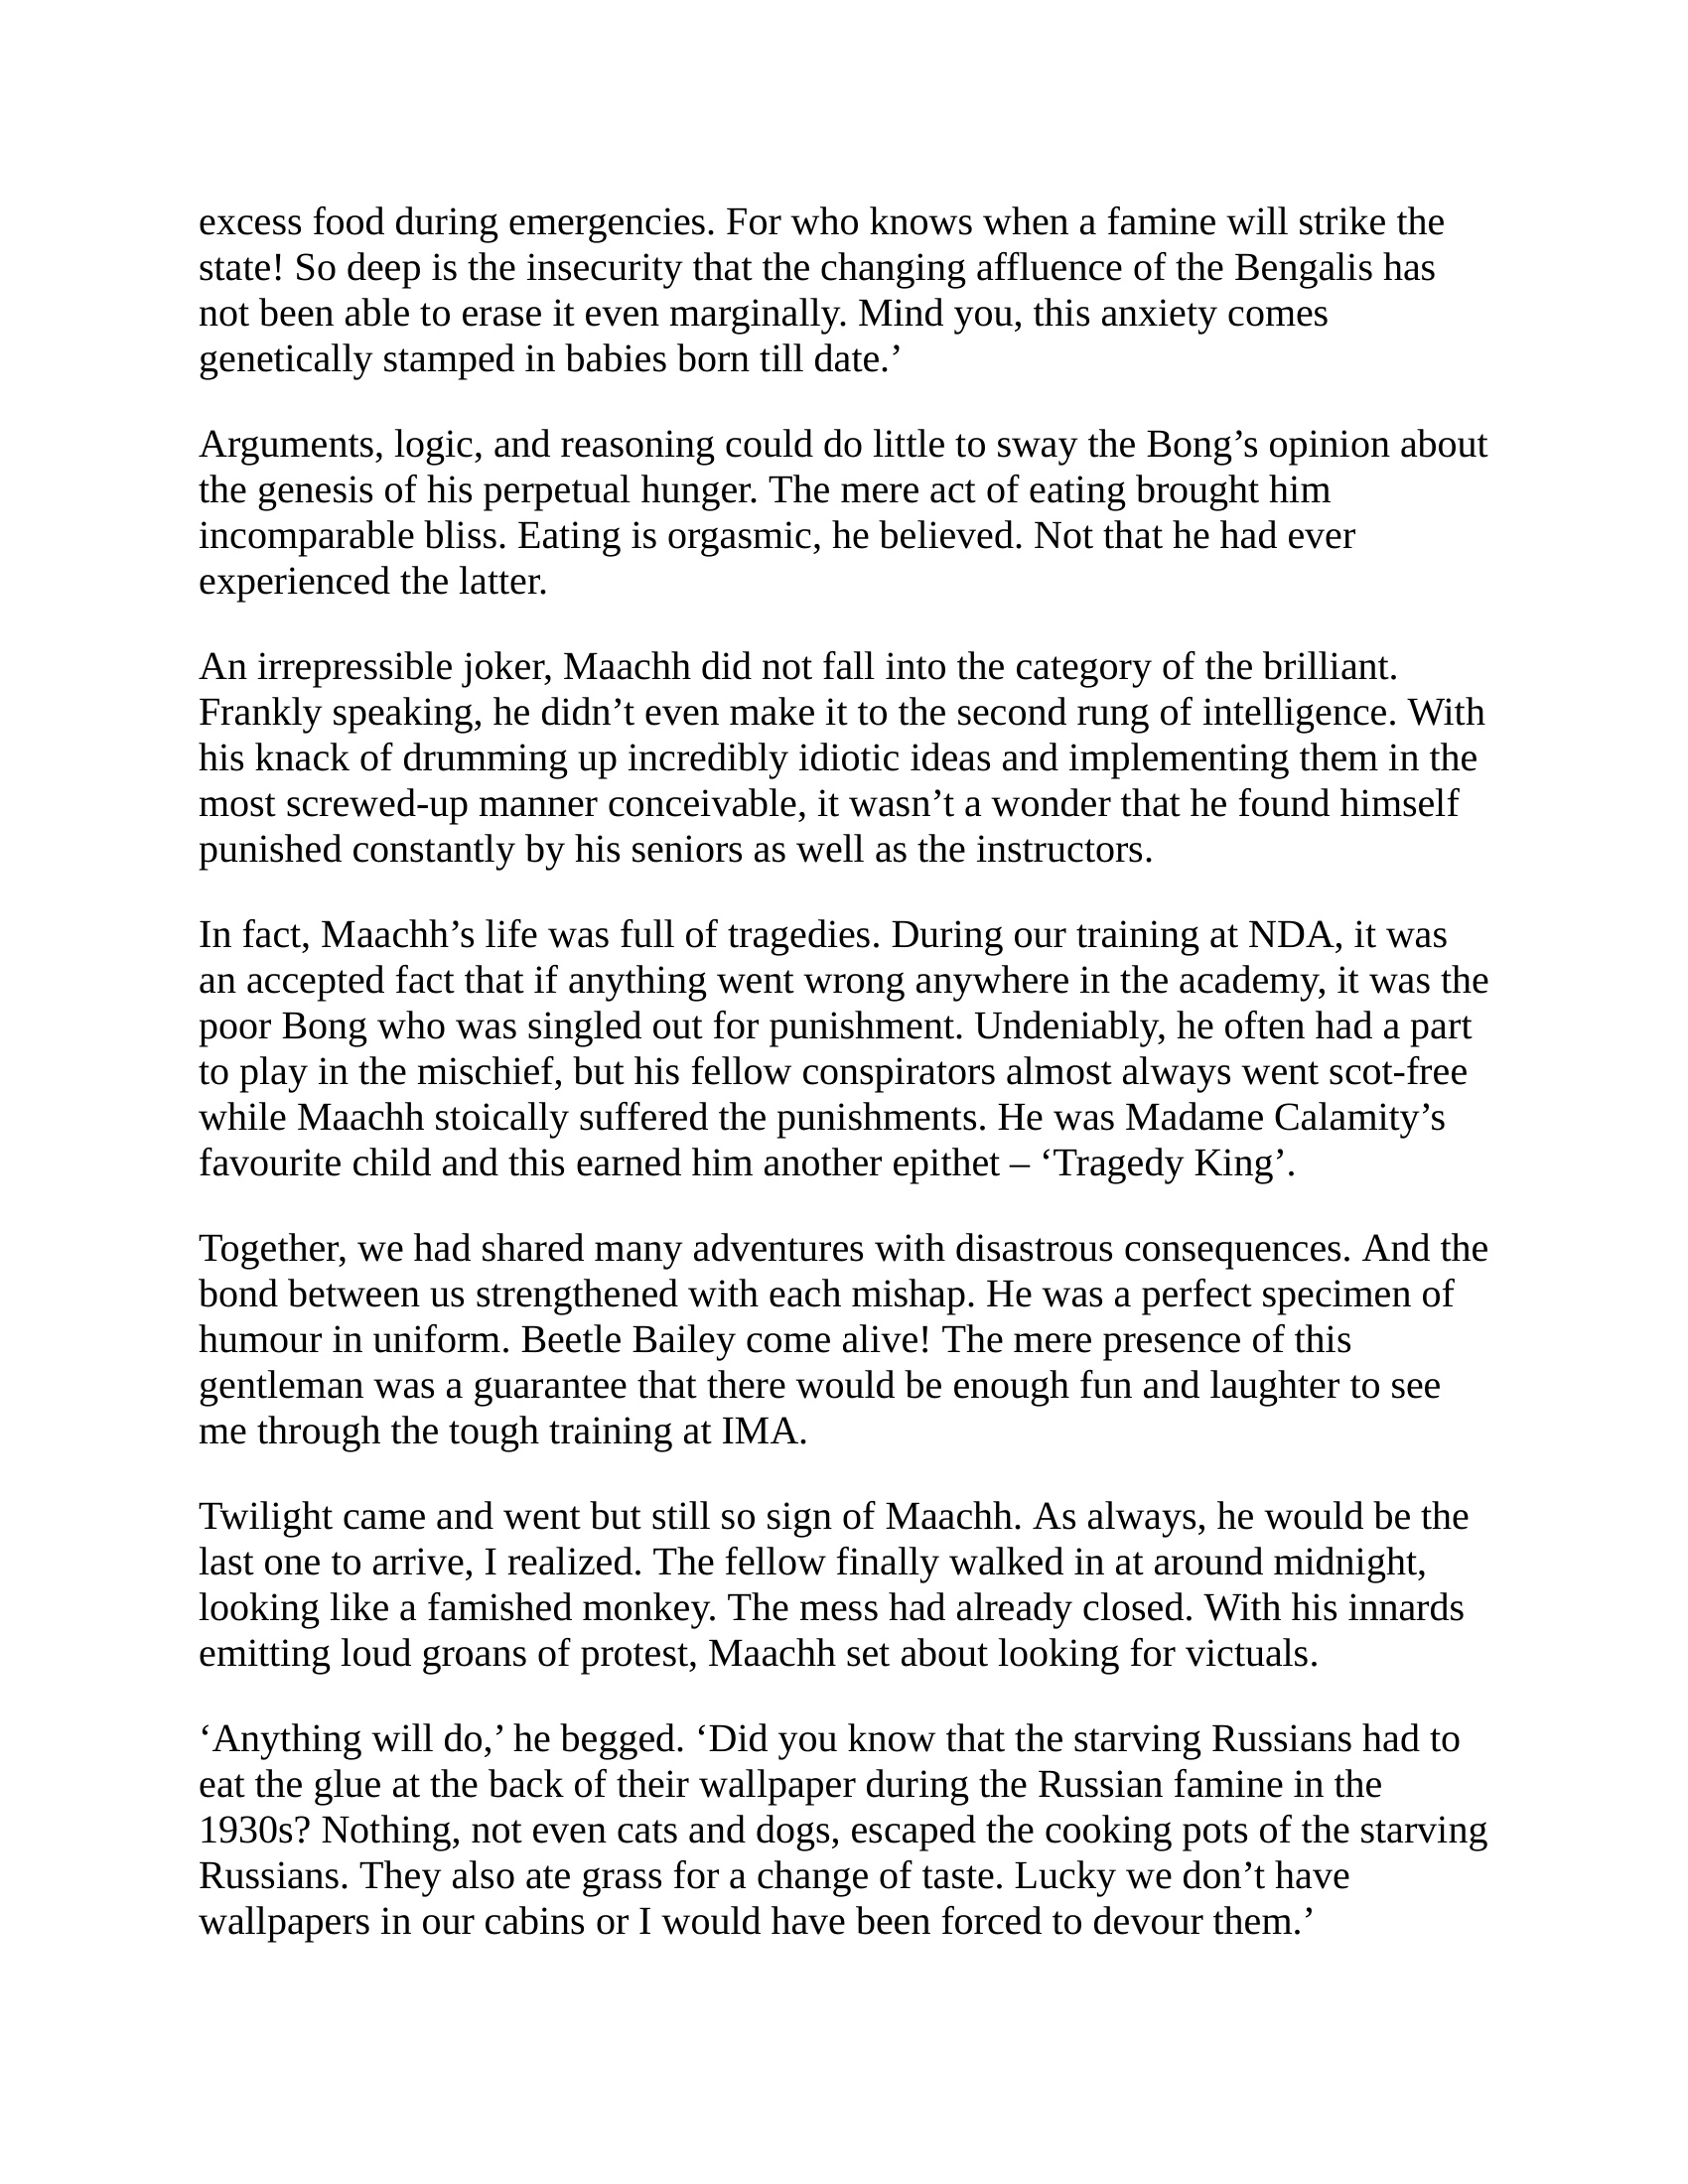 excess food during emergencies. For who knows when a famine will strike the
state! So deep is the insecurity that the changing affluence of the Bengalis has
not been able to erase it even marginally. Mind you, this anxiety comes
genetically stamped in babies born till date.’
Arguments, logic, and reasoning could do little to sway the Bong’s opinion about
the genesis of his perpetual hunger. The mere act of eating brought him
incomparable bliss. Eating is orgasmic, he believed. Not that he had ever
experienced the latter.
An irrepressible joker, Maachh did not fall into the category of the brilliant.
Frankly speaking, he didn’t even make it to the second rung of intelligence. With
his knack of drumming up incredibly idiotic ideas and implementing them in the
most screwed-up manner conceivable, it wasn’t a wonder that he found himself
punished constantly by his seniors as well as the instructors.
In fact, Maachh’s life was full of tragedies. During our training at NDA, it was
an accepted fact that if anything went wrong anywhere in the academy, it was the
poor Bong who was singled out for punishment. Undeniably, he often had a part
to play in the mischief, but his fellow conspirators almost always went scot-free
while Maachh stoically suffered the punishments. He was Madame Calamity’s
favourite child and this earned him another epithet – ‘Tragedy King’.
Together, we had shared many adventures with disastrous consequences. And the
bond between us strengthened with each mishap. He was a perfect specimen of
humour in uniform. Beetle Bailey come alive! The mere presence of this
gentleman was a guarantee that there would be enough fun and laughter to see
me through the tough training at IMA.
Twilight came and went but still so sign of Maachh. As always, he would be the
last one to arrive, I realized. The fellow finally walked in at around midnight,
looking like a famished monkey. The mess had already closed. With his innards
emitting loud groans of protest, Maachh set about looking for victuals.
‘Anything will do,’ he begged. ‘Did you know that the starving Russians had to
eat the glue at the back of their wallpaper during the Russian famine in the
1930s? Nothing, not even cats and dogs, escaped the cooking pots of the starving
Russians. They also ate grass for a change of taste. Lucky we don’t have
wallpapers in our cabins or I would have been forced to devour them.’